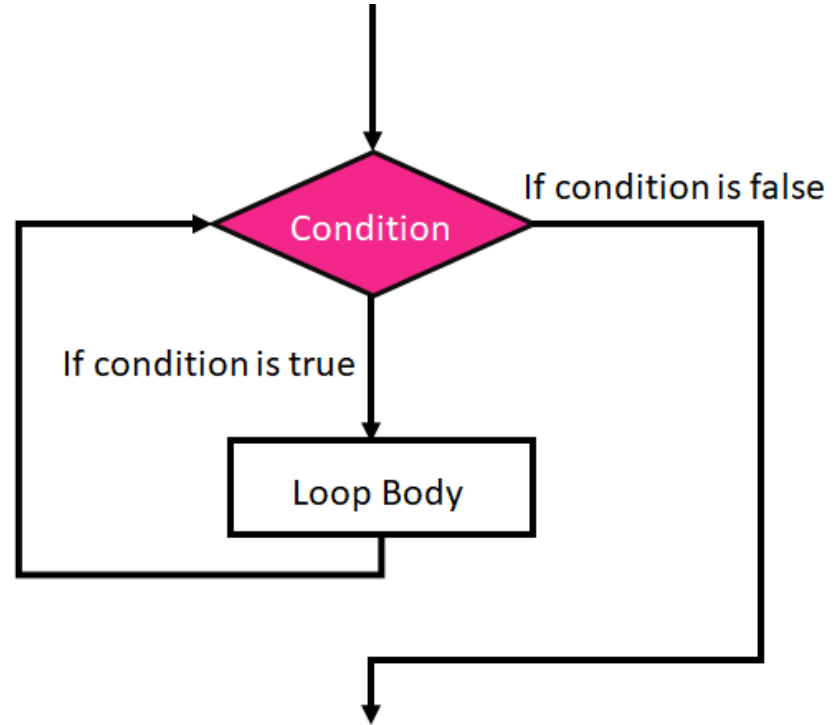 If condition is false
Condition
If condition is true
Loop Body